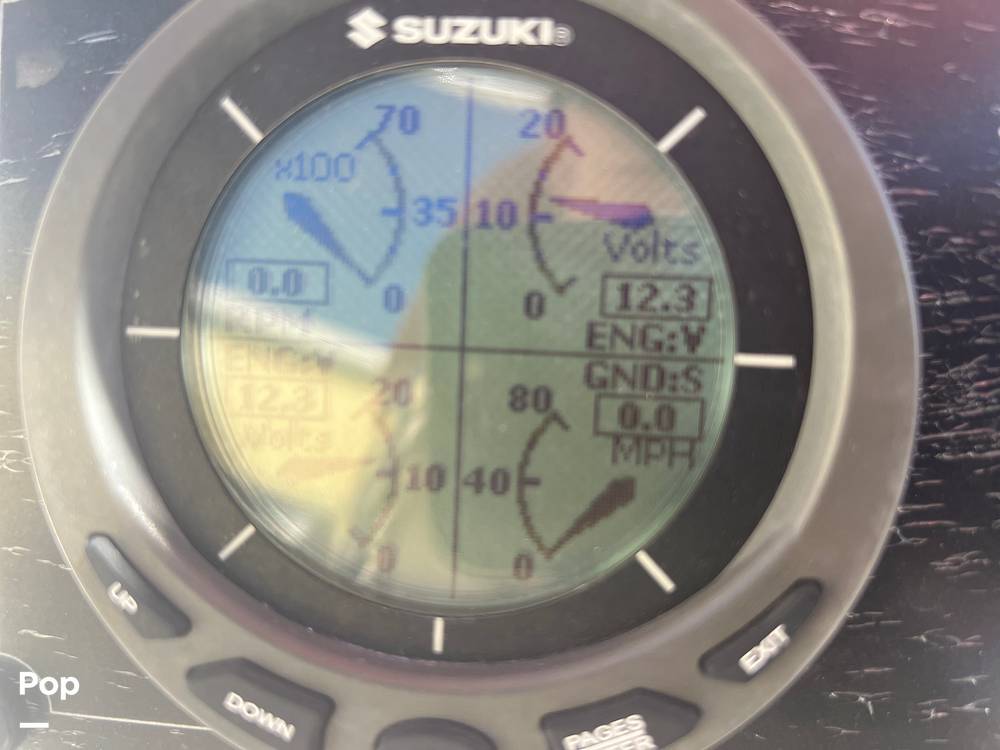 SUZUKI®
70
x100
35
0
0.0
RPM
20
10
0
Volts
12.3
ENG:V
ENG:V
12.3
Volts
20
10
0
GND:S
0.0
MPH
80
40
0
UP
DOWN
PAGES
EXIT
Pop